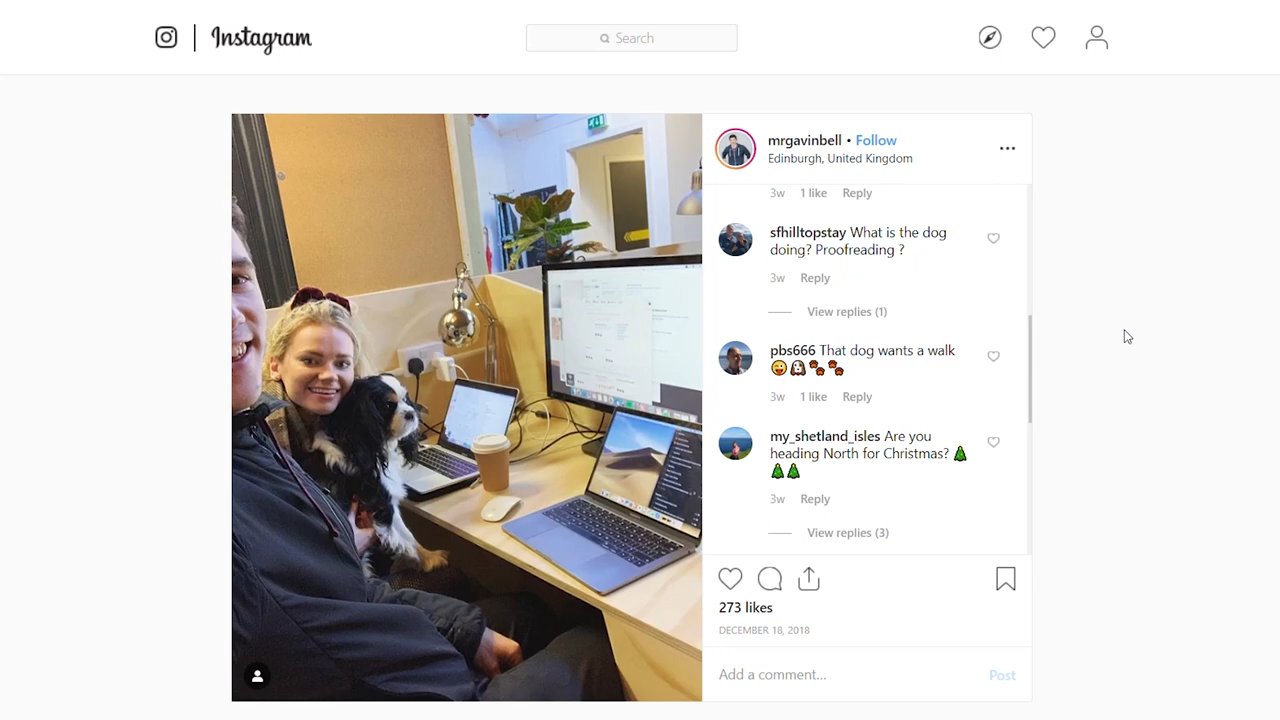 Instagram
Search
mrgavinbell • Follow
Edinburgh, United Kingdom
3w 1 like Reply
sfhilltopstay What is the dog
doing? Proofreading ?
3w Reply
View replies (1)
pbs666 That dog wants a walk
😜🐶🐾🐾
3w 1 like Reply
my_shetland_isles Are you
heading North for Christmas? 🎄
🎄🎄
3w Reply
View replies (3)
273 likes
DECEMBER 18, 2018
Add a comment... Post